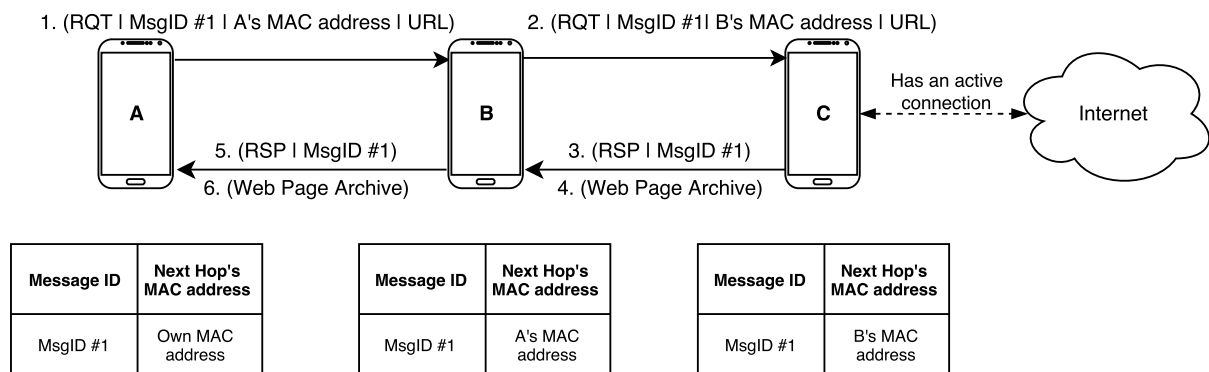 1. (RQT | MsgID #1 | A's MAC address | URL)
2. (RQT | MsgID #1| B's MAC address | URL)
A
B
C
Has an active
connection
Internet
5. (RSP | MsgID #1)
3. (RSP | MsgID #1)
6. (Web Page Archive)
4. (Web Page Archive)
Message ID
Next Hop's
MAC address
MsgID #1
Own MAC
address
Message ID
Next Hop's
MAC address
MsgID #1
A's MAC
address
Message ID
Next Hop's
MAC address
MsgID #1
B's MAC
address